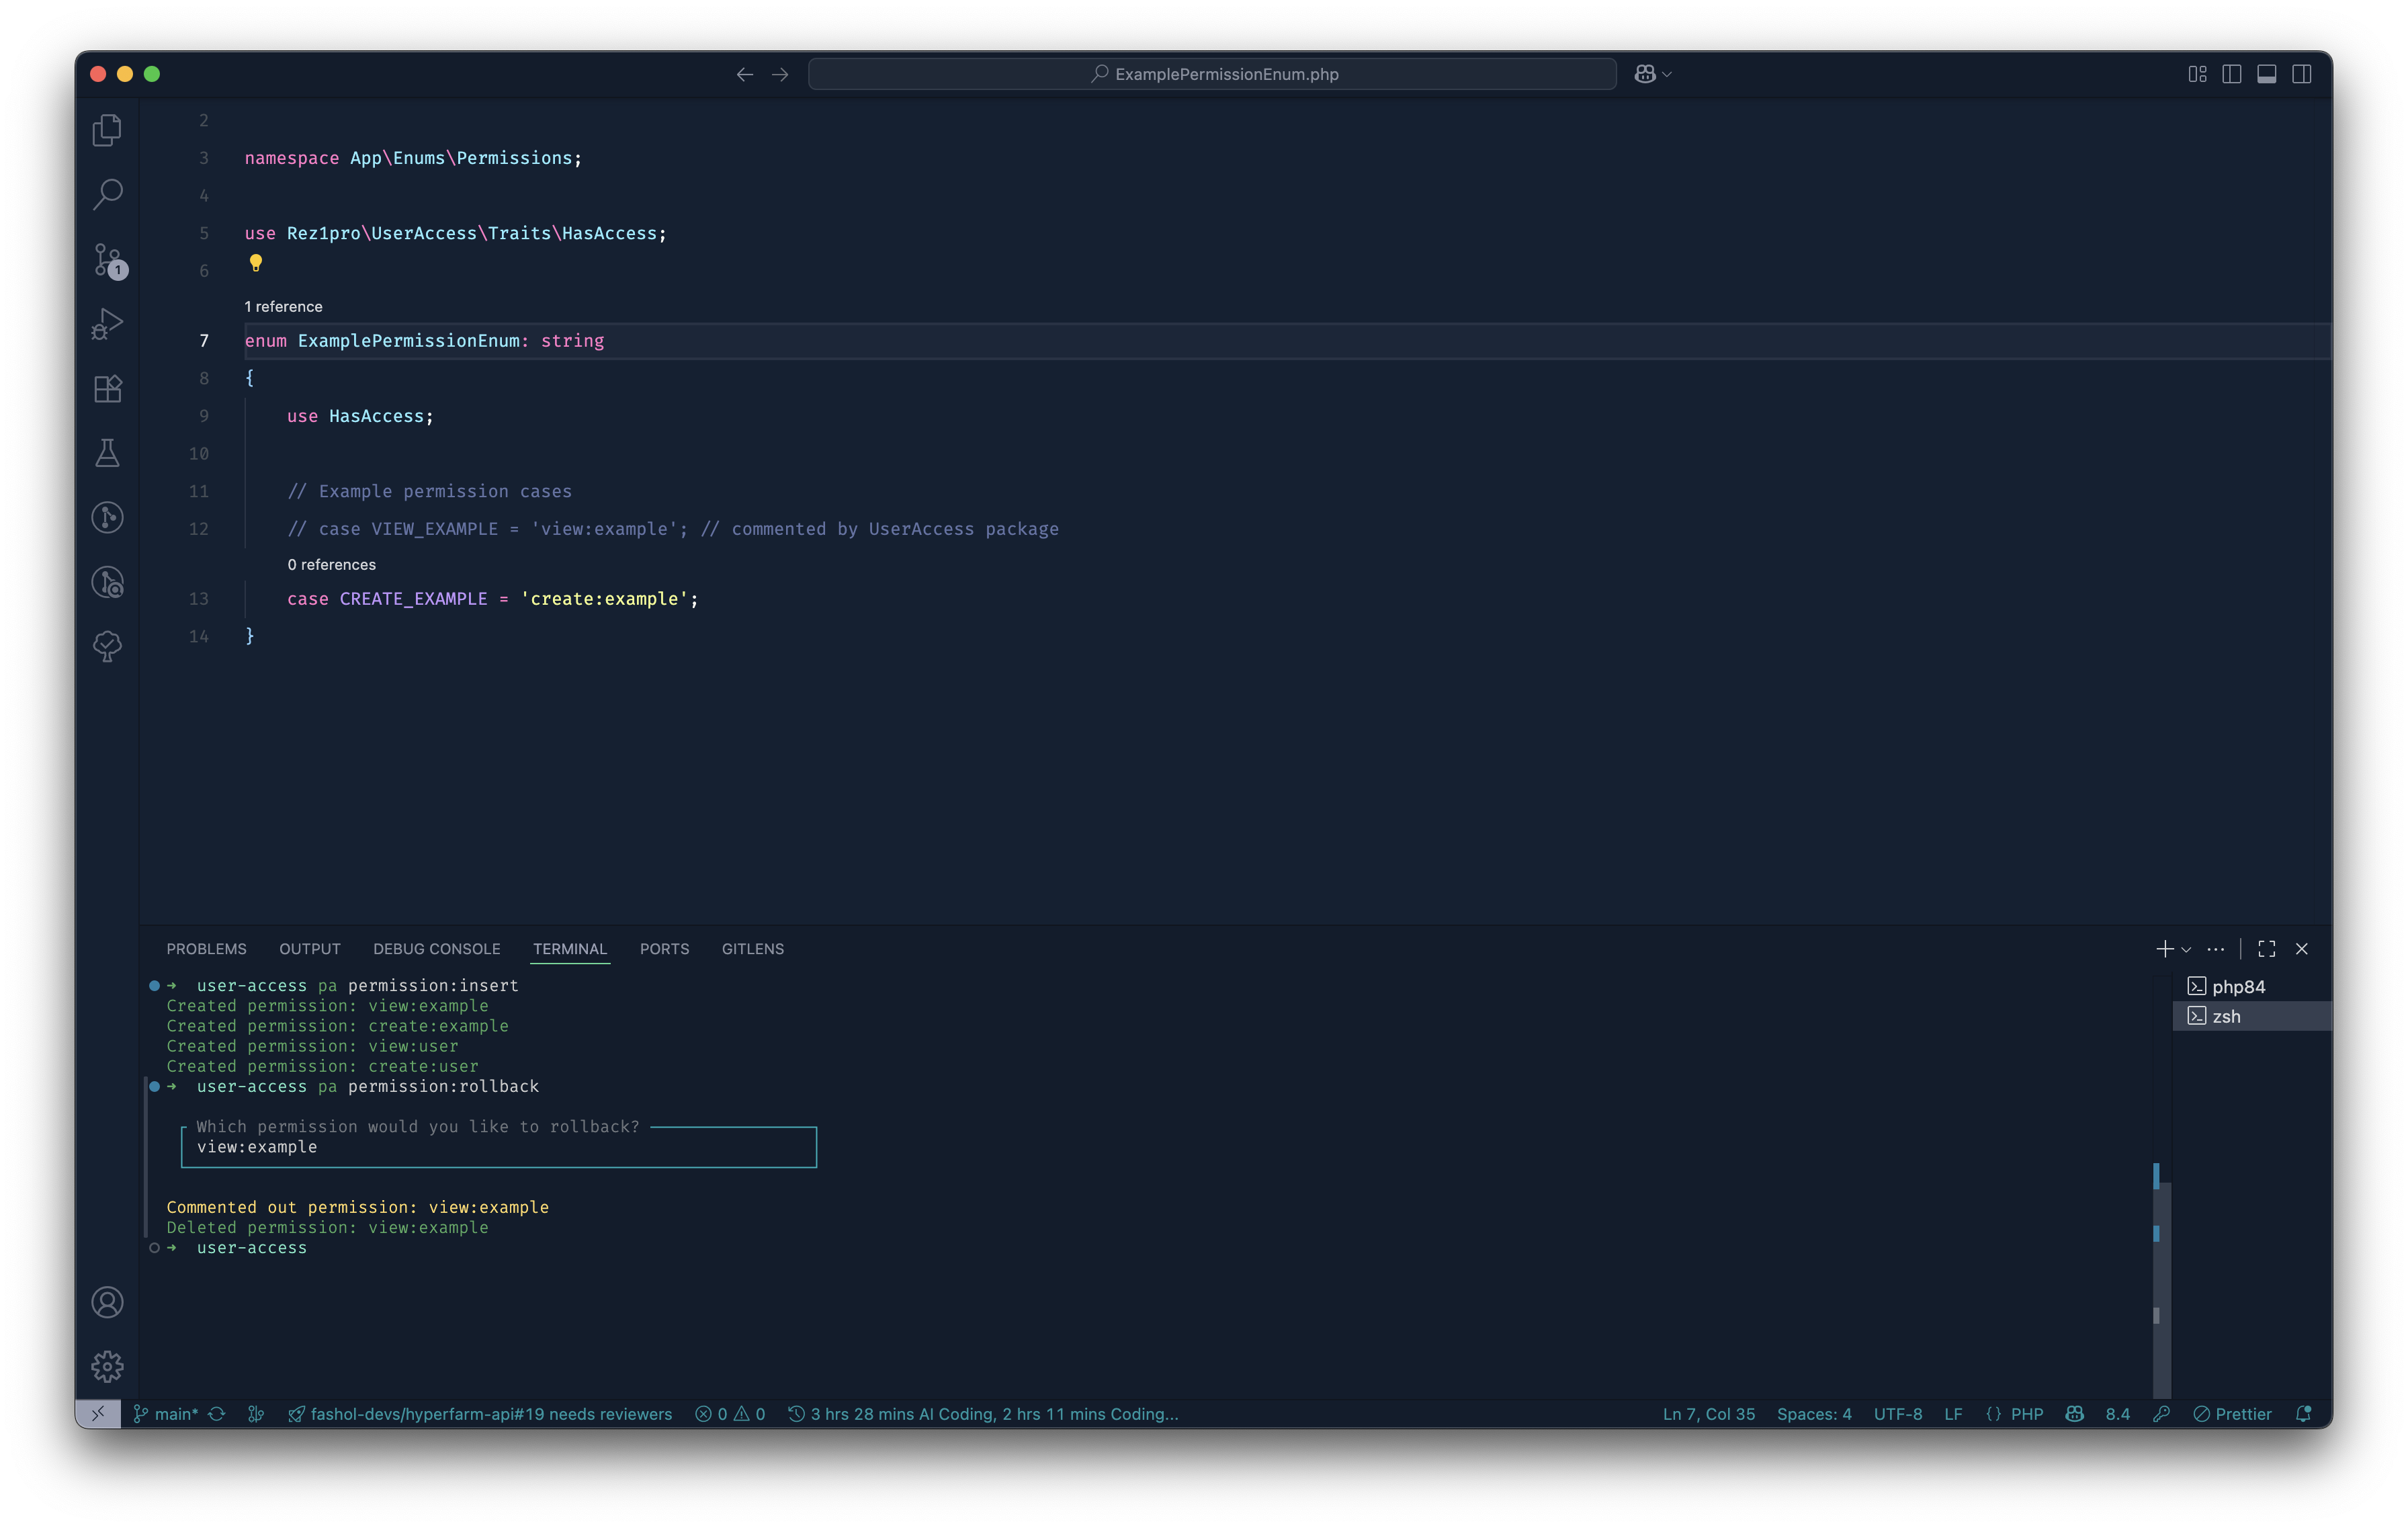 ExamplePermissionEnum.php
2
3 namespace App\Enums\Permissions;
4
5 use Rez1pro\UserAccess\Traits\HasAccess;
6
1 reference
7 enum ExamplePermissionEnum: string
8 {
9 use HasAccess;
10
11 // Example permission cases
12 // case VIEW_EXAMPLE = 'view:example'; // commented by UserAccess package
0 references
13 case CREATE_EXAMPLE = 'create:example';
14 }
1
PROBLEMS OUTPUT DEBUG CONSOLE TERMINAL PORTS GITLENS
➜ user-access pa permission:insert
Created permission: view:example
Created permission: create:example
Created permission: view:user
Created permission: create:user
➜ user-access pa permission:rollback
Which permission would you like to rollback?
view:example
Commented out permission: view:example
Deleted permission: view:example
➜ user-access
php84
zsh
main* fashol-devs/hyperfarm-api#19 needs reviewers 0 0 3 hrs 28 mins AI Coding, 2 hrs 11 mins Coding... Ln 7, Col 35 Spaces: 4 UTF-8 LF {} PHP 8.4 Prettier